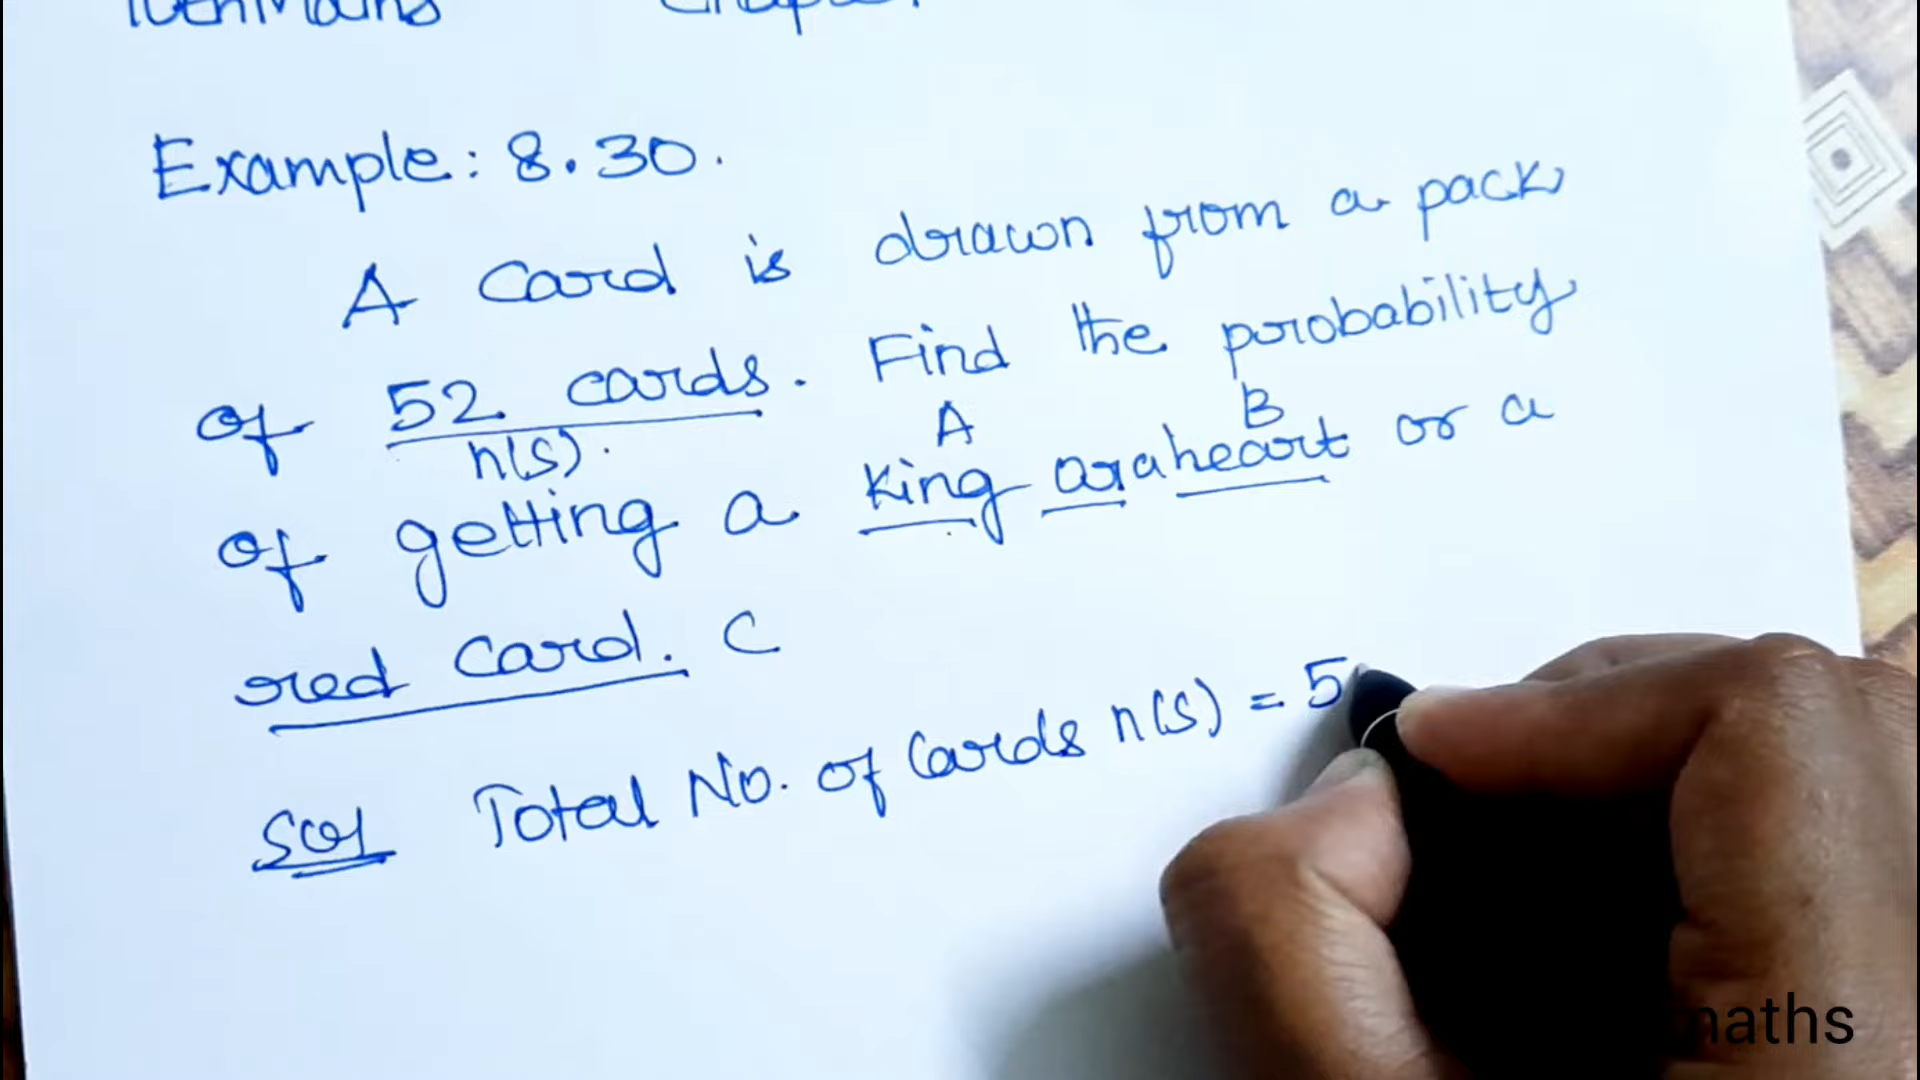 Example: 8.30.
A Card is drawn from a pack
of 52 cards. Find the probability
n(s).
A B
of getting a king or a heart or a
red Card. C
Sol Total No. of Cards n(s) = 5
maths